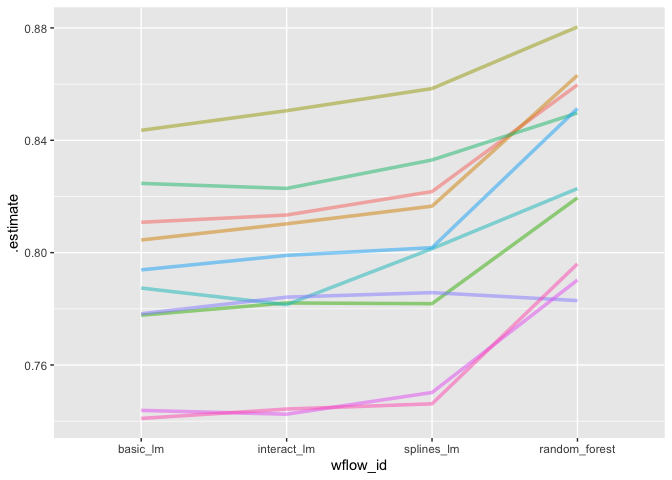 0.88
0.84
0.80
0.76
.estimate
basic_lm
interact_lm
splines_lm
random_forest
wflow_id